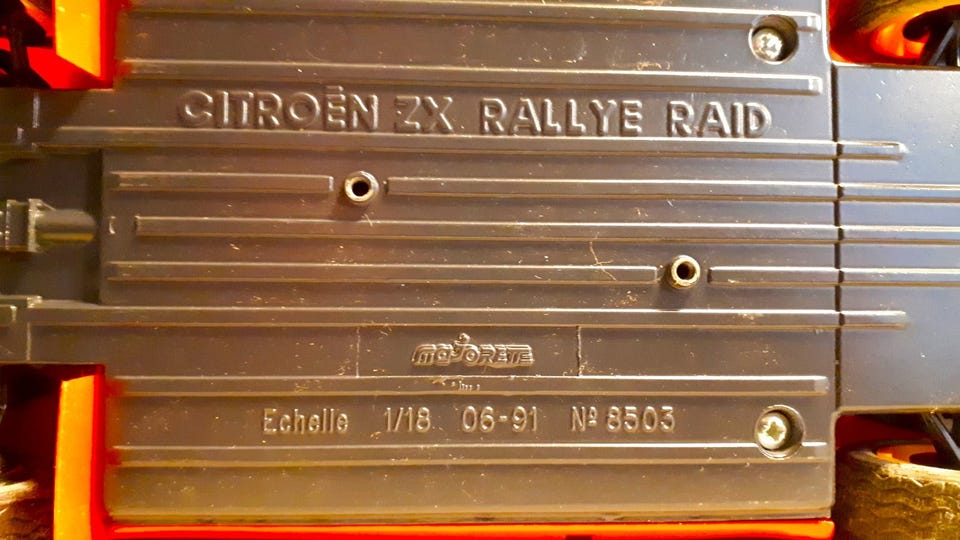 CITROËN ZX RALLYE RAID
MAJORETTE
Echelle 1/18 06-91 Nº 8503